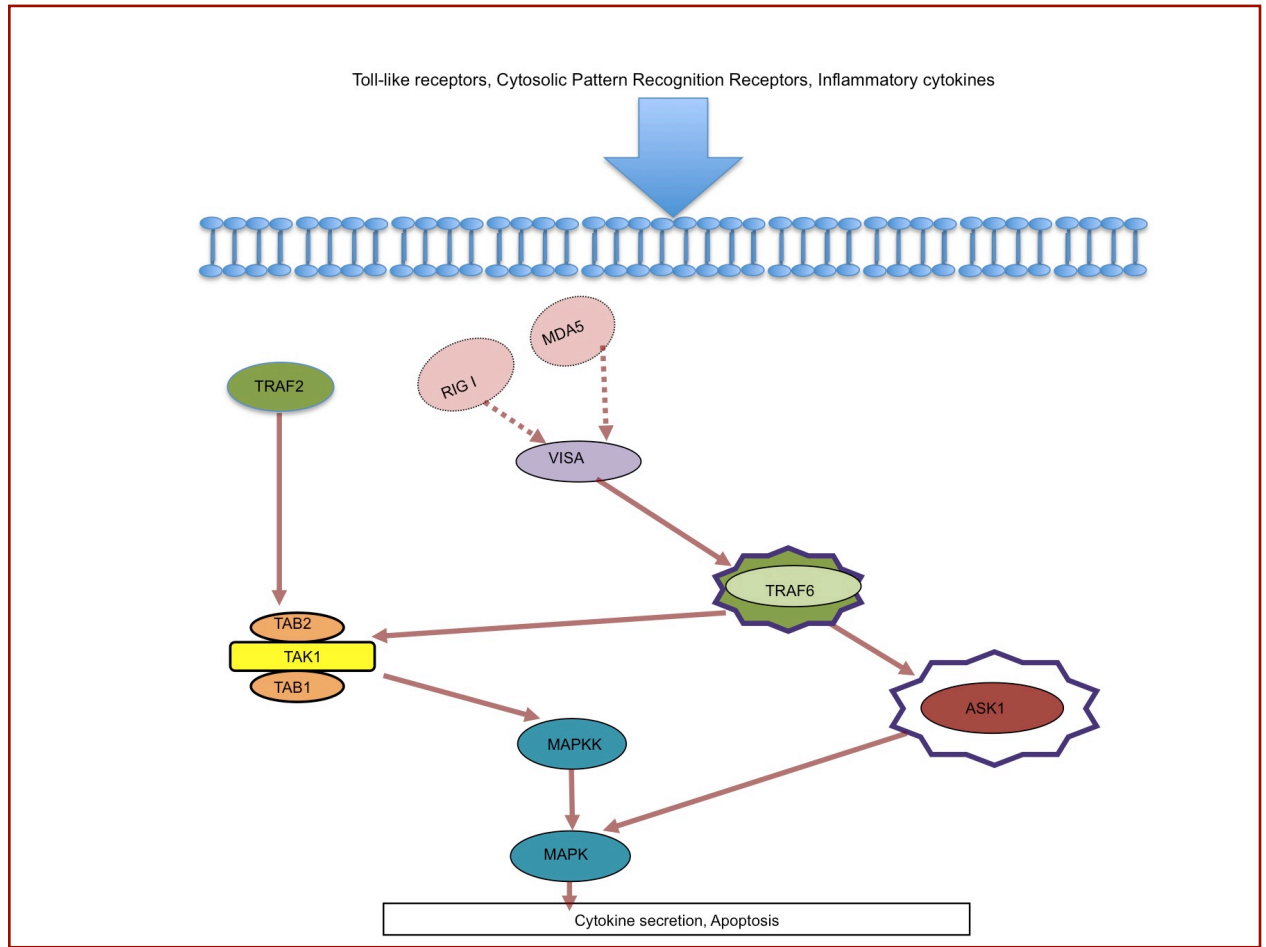 Toll-like receptors, Cytosolic Pattern Recognition Receptors, Inflammatory cytokines
MDA5
RIG I
TRAF2
VISA
TRAF6
TAB2
TAK1
TAB1
ASK1
MAPKK
MAPK
Cytokine secretion, Apoptosis